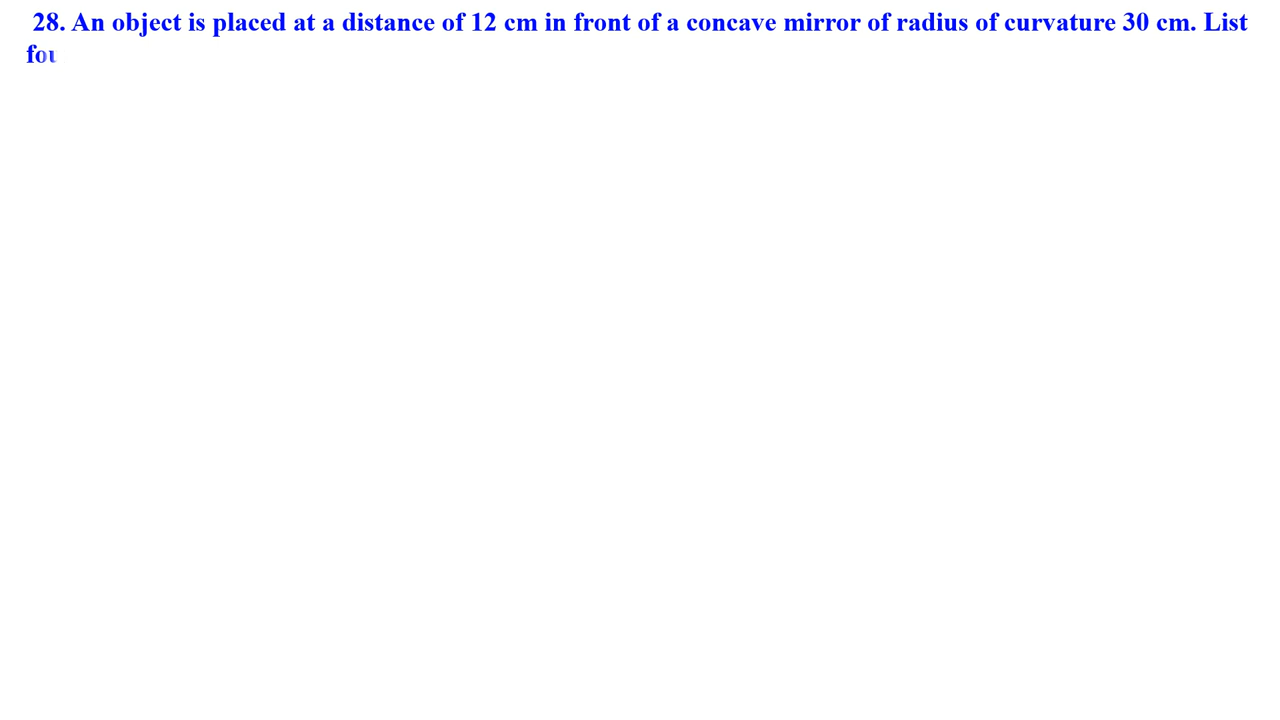 28. An object is placed at a distance of 12 cm in front of a concave mirror of radius of curvature 30 cm. List